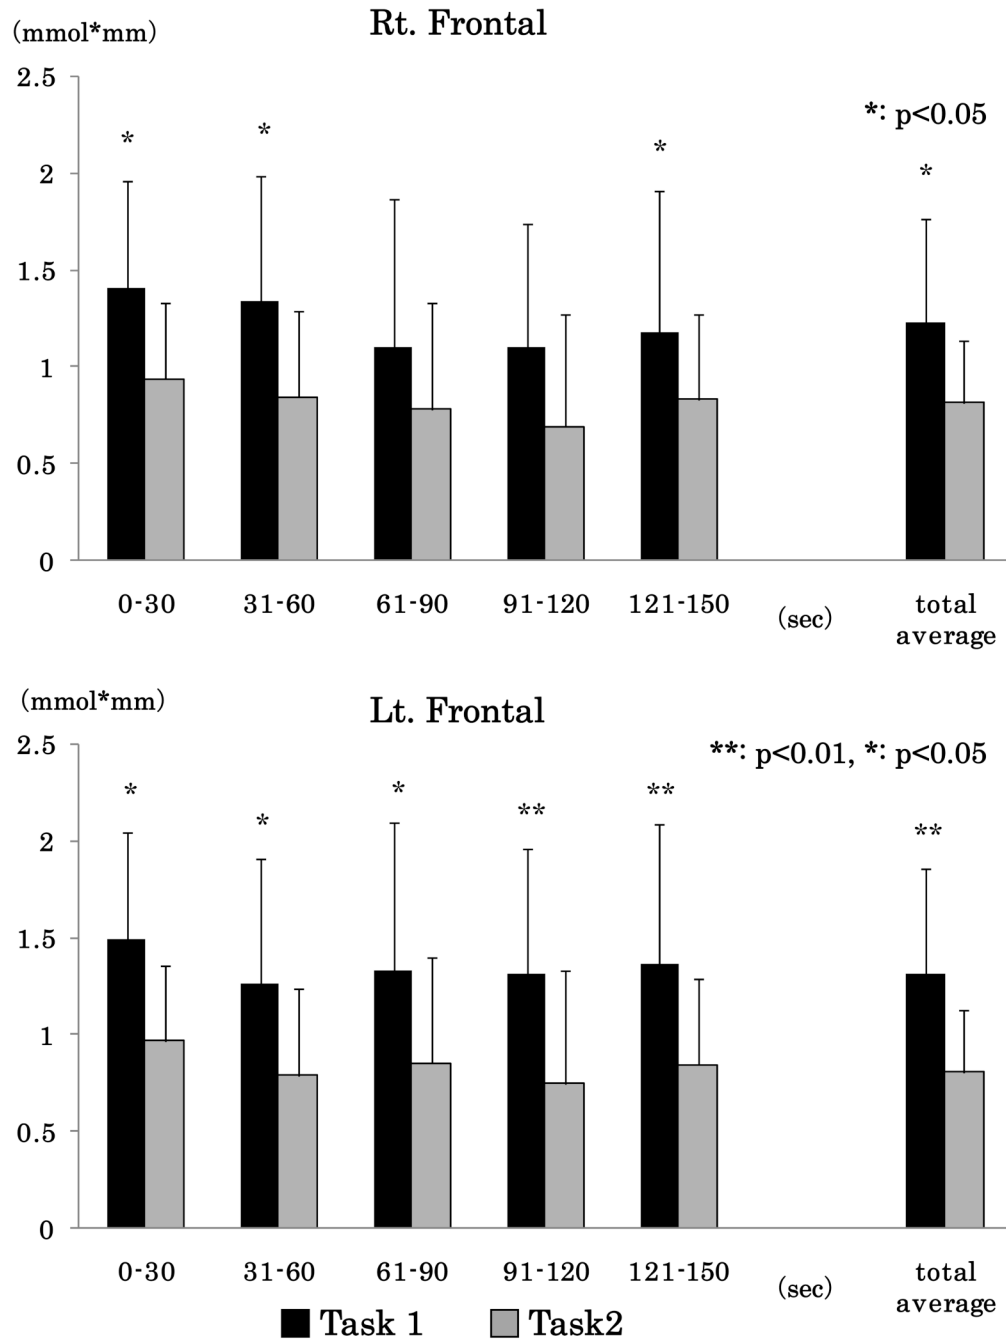 (mmol*mm)
Rt. Frontal
2.5
*: p<0.05
* * * *
2
1.5
1
0.5
0
0-30 31-60 61-90 91-120 121-150 (sec) total
average
(mmol*mm)
Lt. Frontal
2.5
**: p<0.01, *: p<0.05
* * * ** ** **
2
1.5
1
0.5
0
0-30 31-60 61-90 91-120 121-150 (sec) total
average
Task 1 Task2